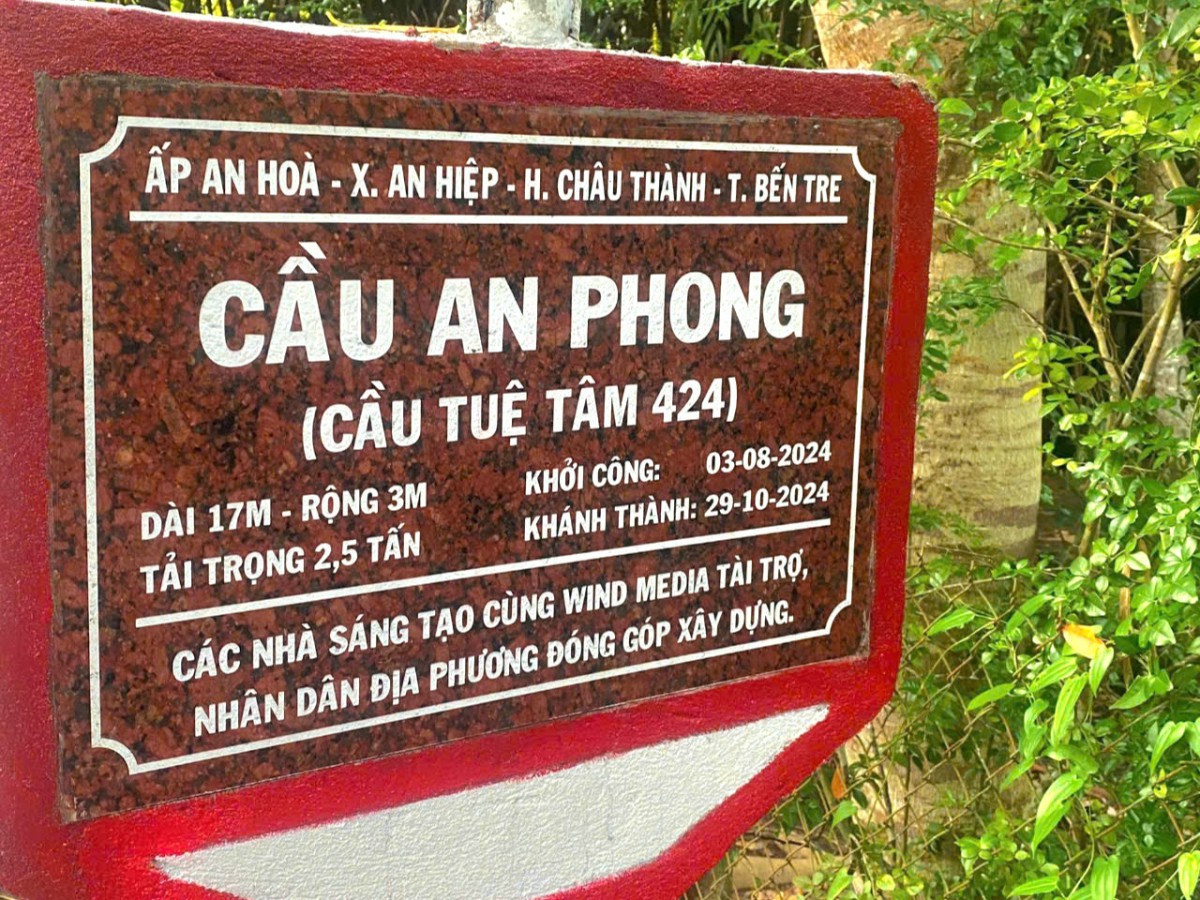 ẤP AN HOÀ - X. AN HIỆP - H. CHÂU THÀNH - T. BẾN TRE
CẦU AN PHONG
(CẦU TUỆ TÂM 424)
DÀI 17M - RỘNG 3M
TẢI TRỌNG 2,5 TẤN
KHỞI CÔNG: 03-08-2024
KHÁNH THÀNH: 29-10-2024
CÁC NHÀ SÁNG TẠO CÙNG WIND MEDIA TÀI TRỢ,
NHÂN DÂN ĐỊA PHƯƠNG ĐÓNG GÓP XÂY DỰNG.